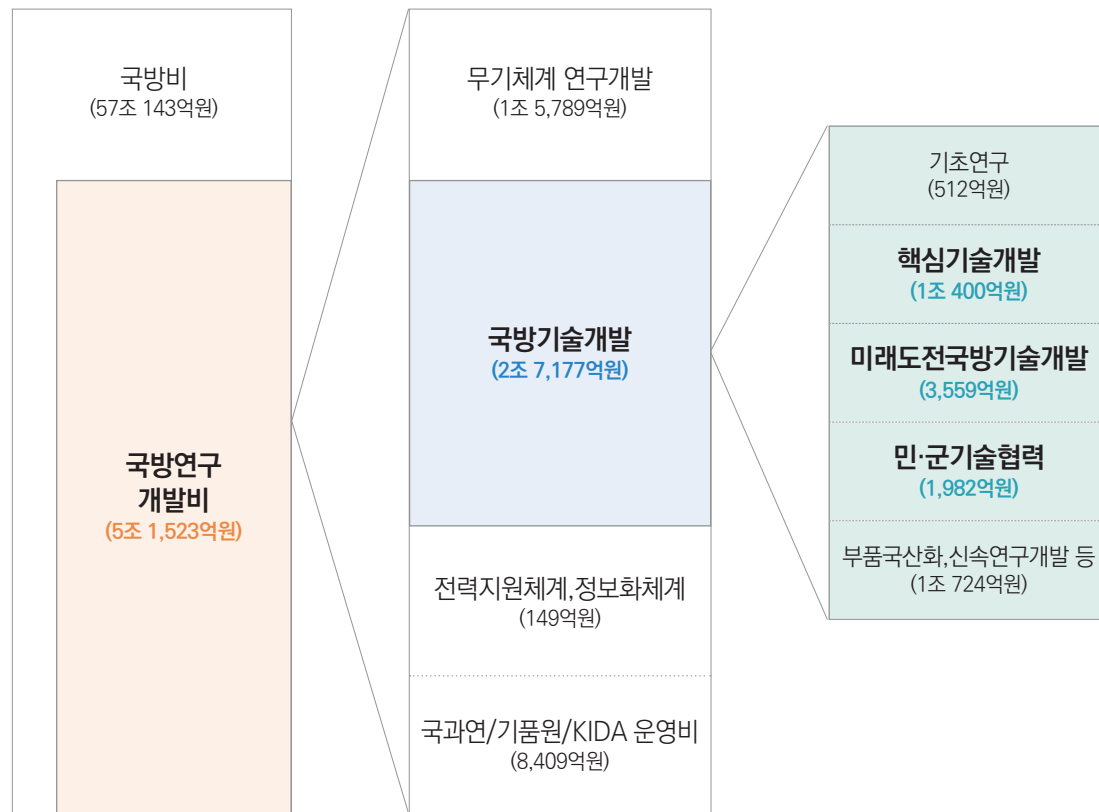 국방비
(57조 143억원)
국방연구
개발비
(5조 1,523억원)
무기체계 연구개발
(1조 5,789억원)
국방기술개발
(2조 7,177억원)
전력지원체계,정보화체계
(149억원)
국과연/기품원/KIDA 운영비
(8,409억원)
기초연구
(512억원)
핵심기술개발
(1조 400억원)
미래도전국방기술개발
(3,559억원)
민·군기술협력
(1,982억원)
부품국산화,신속연구개발 등
(1조 724억원)